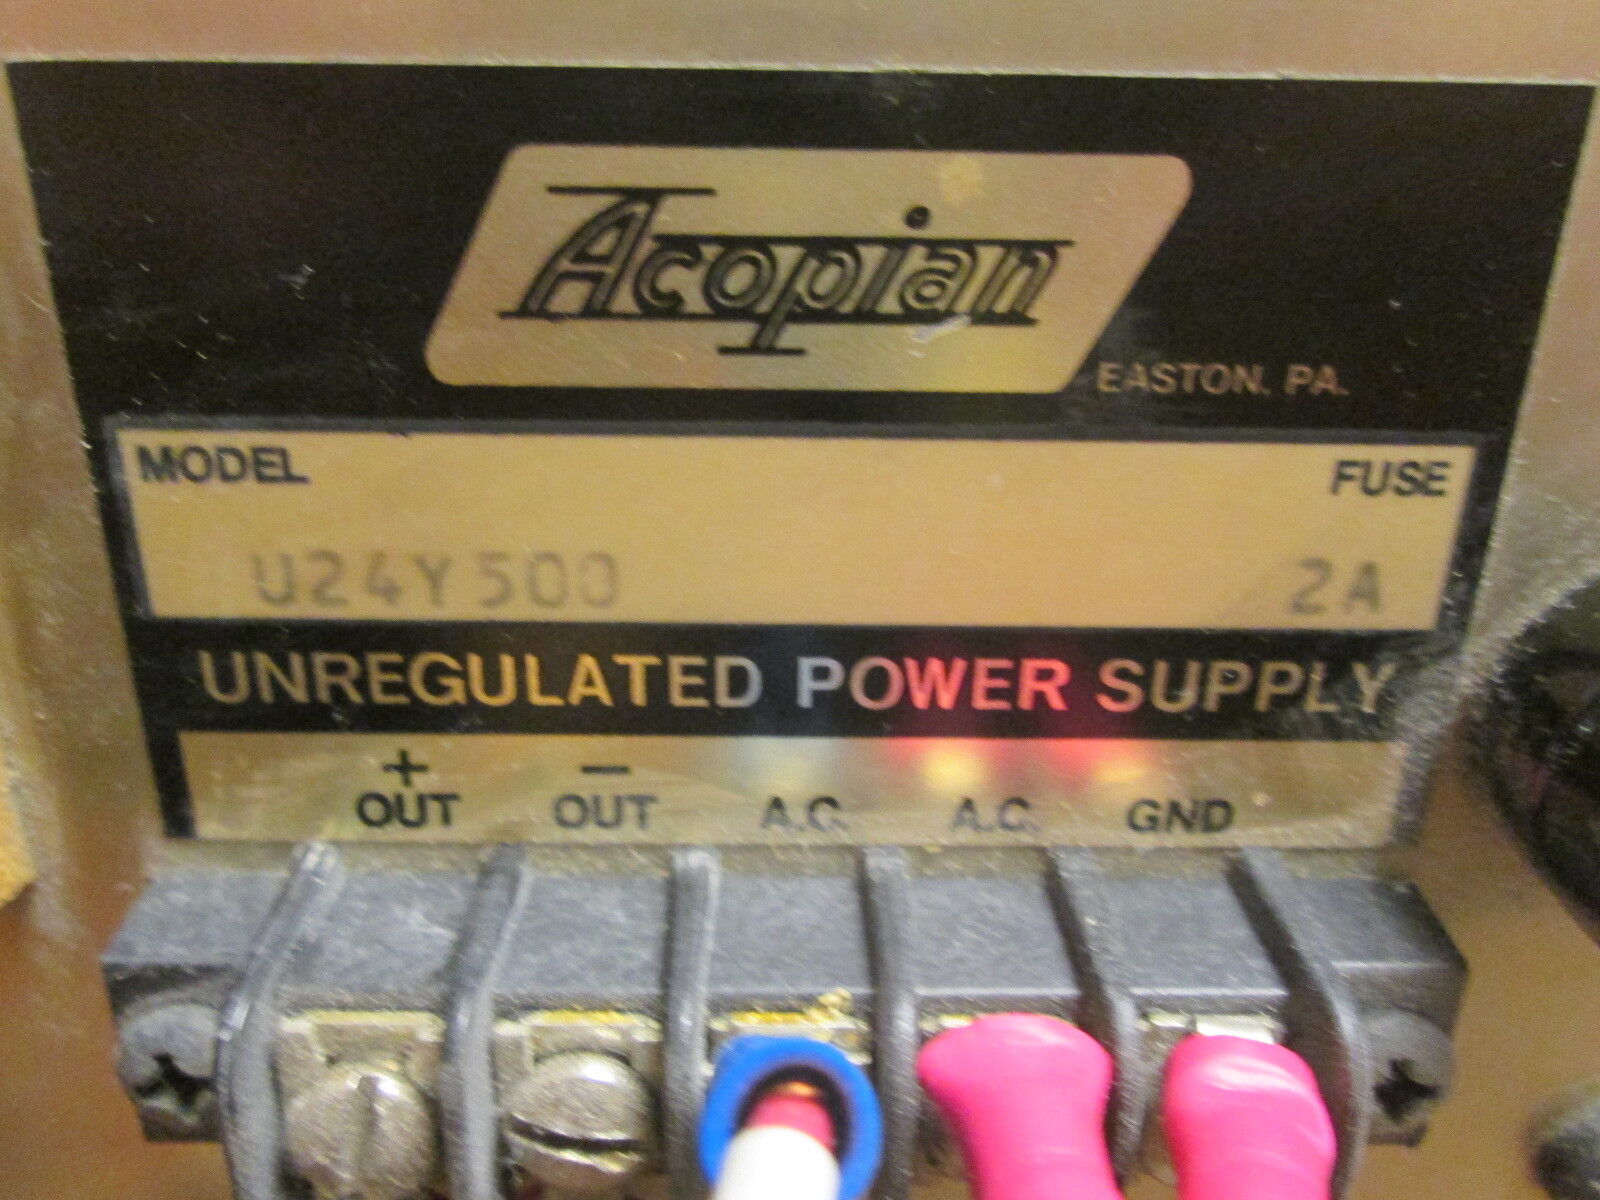 Acopian
EASTON, PA.
MODEL FUSE
U24Y500 2A
UNREGULATED POWER SUPPLY
+ − 
OUT OUT A.C. A.C. GND